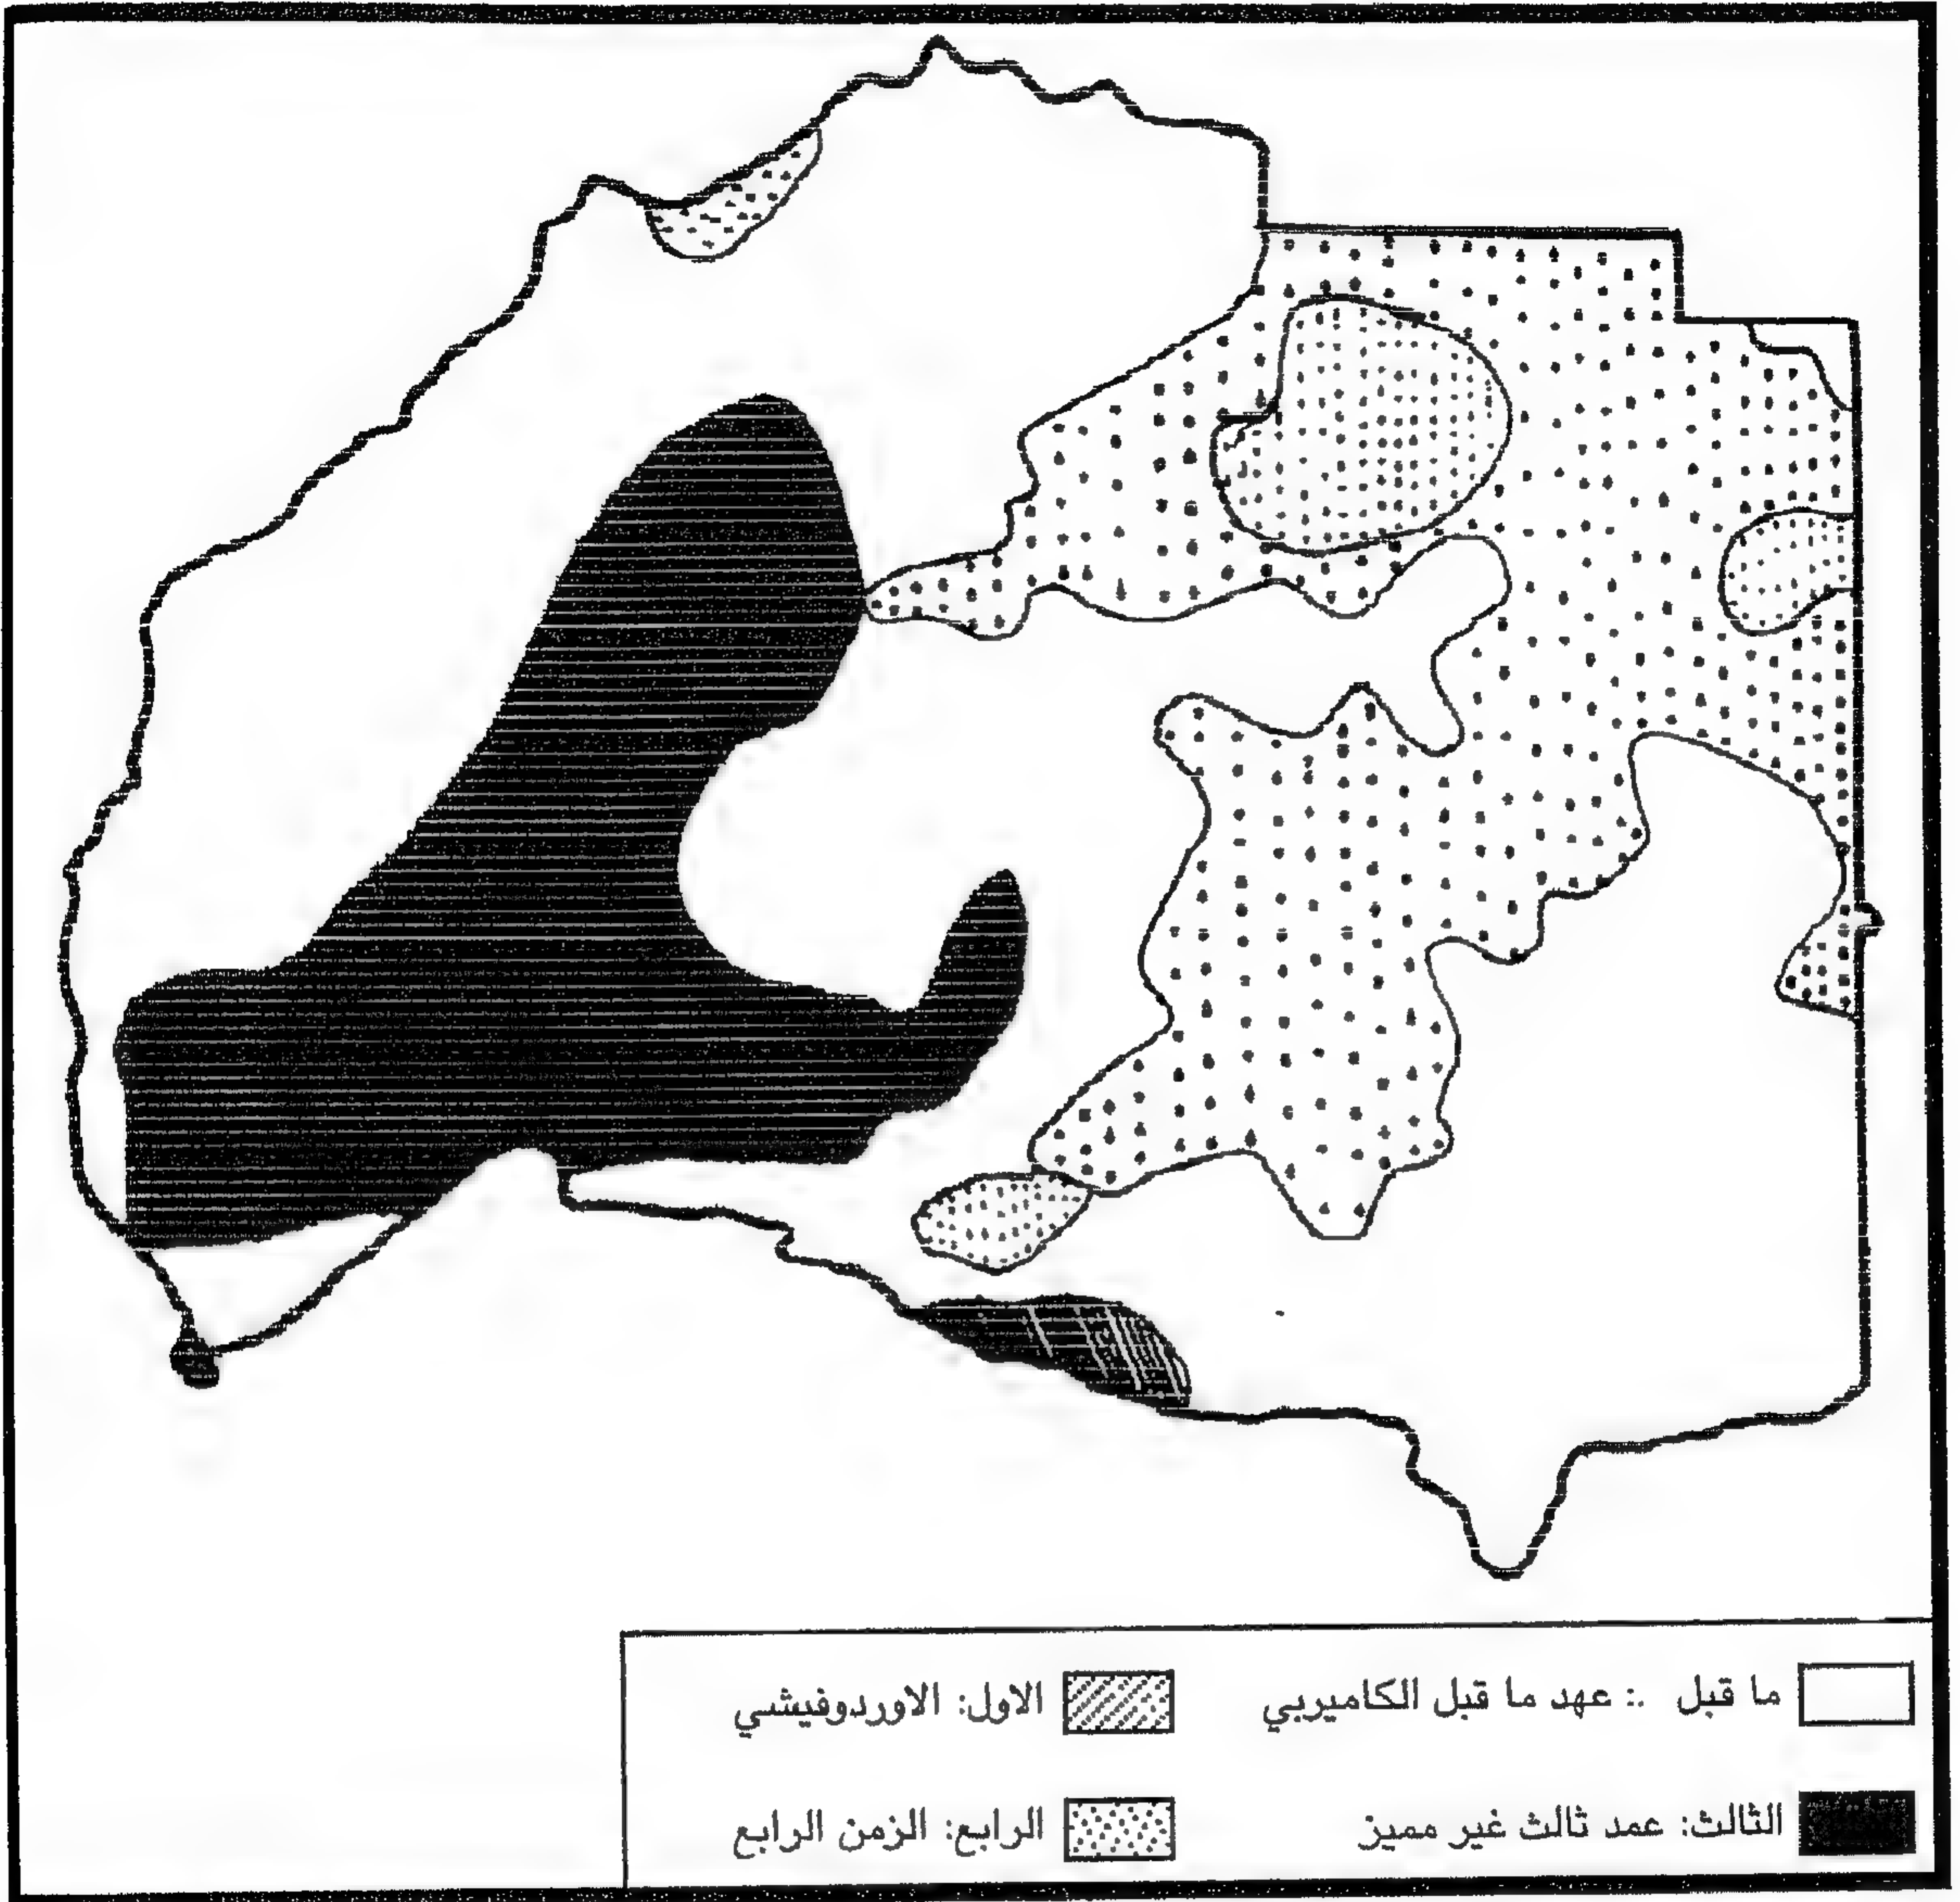 ما قبل :. عهد ما قبل الكاميربي
الاول: الاوردوفيشي
الثالث: عمد ثالث غير مميز
الرابع: الزمن الرابع